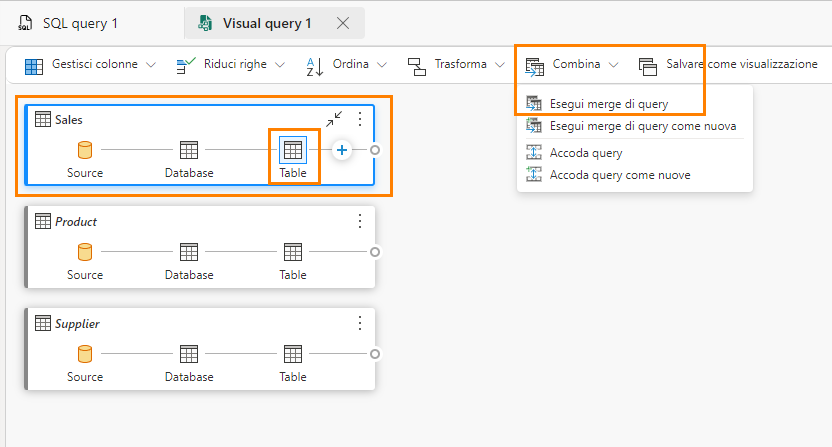 SQL query 1
Visual query 1
Gestisci colonne
Riduci righe
Ordina
Trasforma
Combina
Salvare come visualizzazione
Esegui merge di query
Esegui merge di query come nuova
Accoda query
Accoda query come nuove
Sales
Source Database Table
Product
Source Database Table
Supplier
Source Database Table